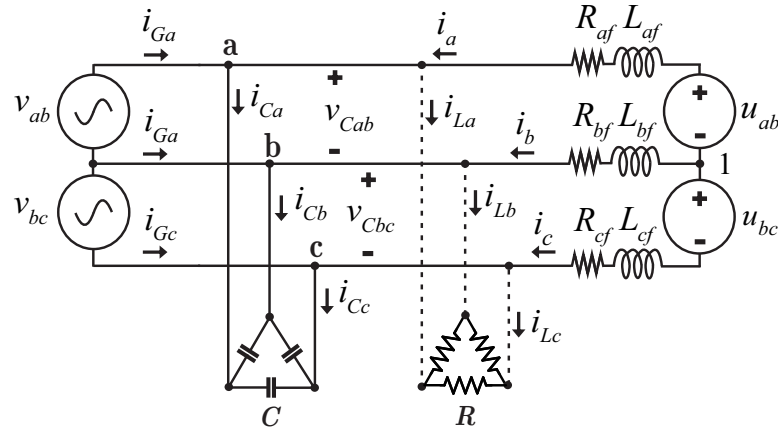 i_Ga a i_a R_af L_af
v_ab i_Ca + v_Cab - i_La + u_ab -
i_Ga b i_b R_bf L_bf 1
v_bc i_Cb + v_Cbc - i_Lb + u_bc -
i_Gc c i_c R_cf L_cf
i_Cc i_Lc
C R